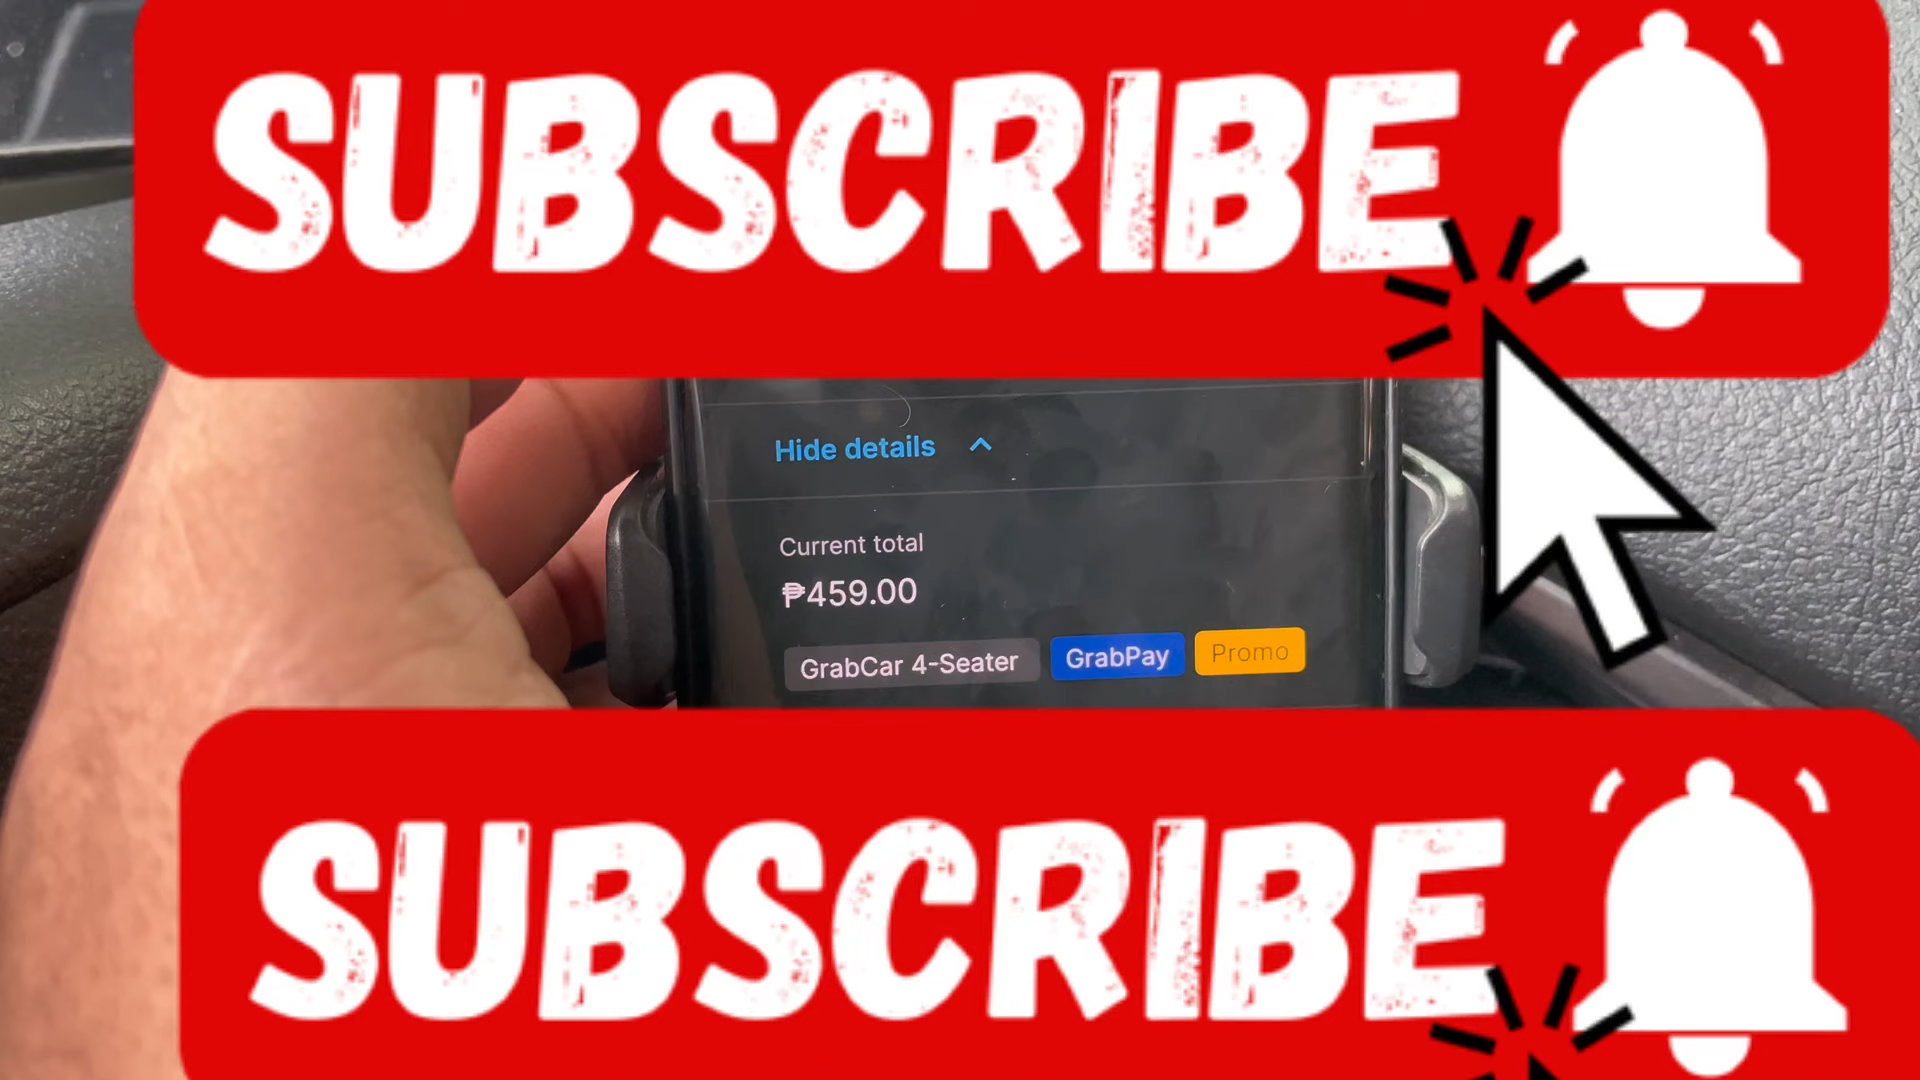 SUBSCRIBE
Hide details
Current total
₱459.00
GrabCar 4-Seater GrabPay Promo
SUBSCRIBE